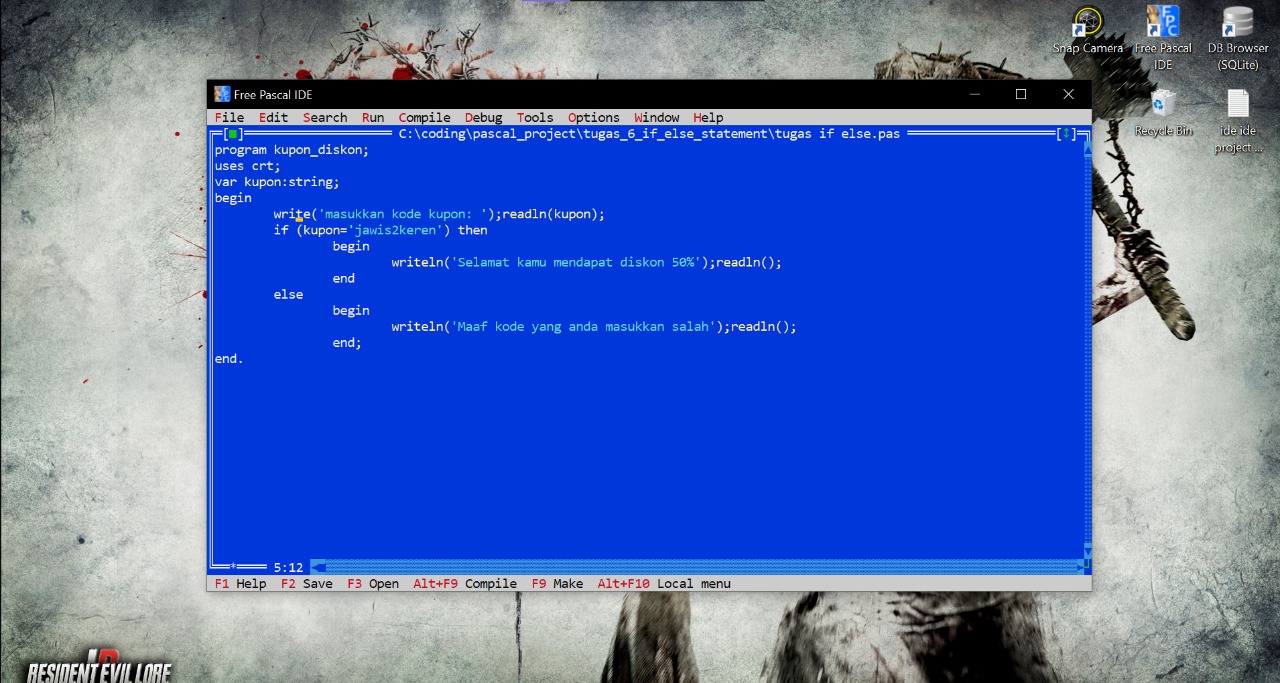 Snap Camera
Free Pascal IDE
DB Browser (SQLite)
Recycle Bin
ide ide project ...
Free Pascal IDE
File Edit Search Run Compile Debug Tools Options Window Help
C:\coding\pascal_project\tugas_6_if_else_statement\tugas if else.pas
program kupon_diskon;
uses crt;
var kupon:string;
begin
write('masukkan kode kupon: ');readln(kupon);
if (kupon='jawis2keren') then
begin
writeln('Selamat kamu mendapat diskon 50%');readln();
end
else
begin
writeln('Maaf kode yang anda masukkan salah');readln();
end;
end.
5:12
F1 Help F2 Save F3 Open Alt+F9 Compile F9 Make Alt+F10 Local menu
RESIDENT EVIL LORE